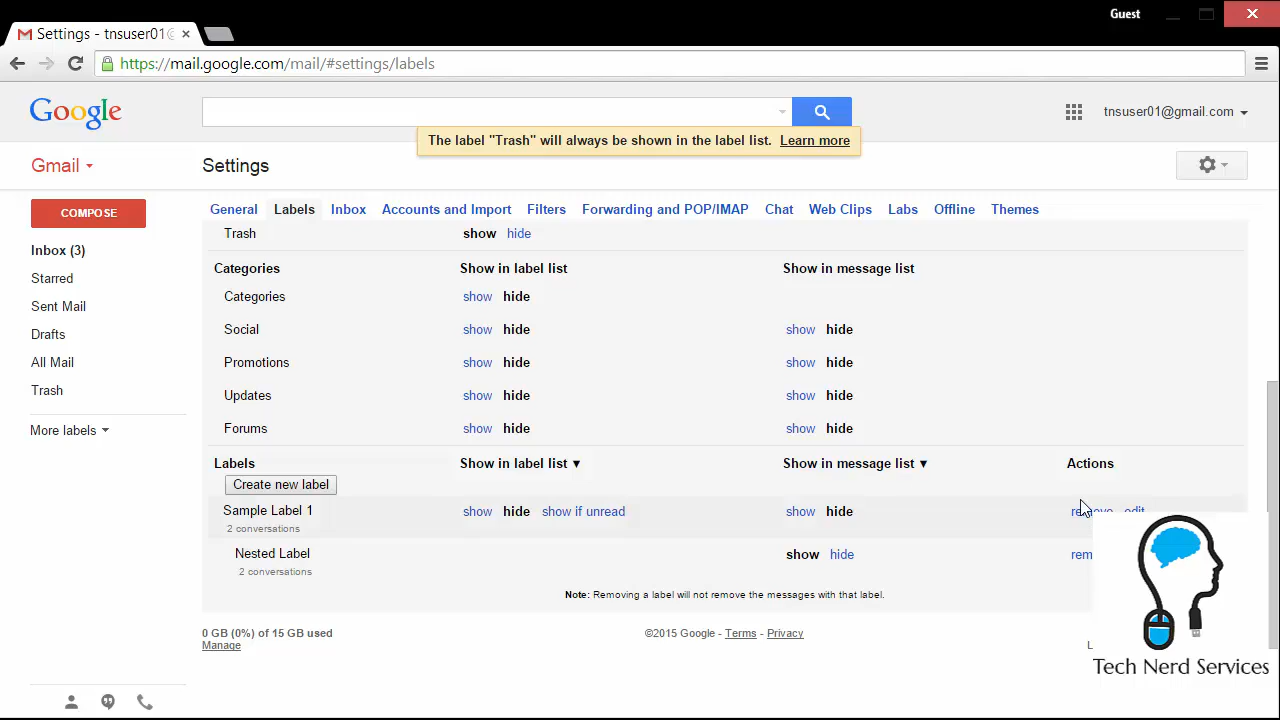 Guest
Settings - tnsuser01@
https://mail.google.com/mail/#settings/labels
Google
tnsuser01@gmail.com
The label "Trash" will always be shown in the label list. Learn more
Gmail
Settings
COMPOSE
General Labels Inbox Accounts and Import Filters Forwarding and POP/IMAP Chat Web Clips Labs Offline Themes
Inbox (3)
Starred
Sent Mail
Drafts
All Mail
Trash
More labels
Trash show hide
Categories Show in label list Show in message list
Categories show hide
Social show hide show hide
Promotions show hide show hide
Updates show hide show hide
Forums show hide show hide
Labels Show in label list ▼ Show in message list ▼ Actions
Create new label
Sample Label 1 show hide show if unread show hide remove edit
2 conversations
Nested Label show hide rem
2 conversations
Note: Removing a label will not remove the messages with that label.
0 GB (0%) of 15 GB used
Manage
©2015 Google - Terms - Privacy
L
Tech Nerd Services